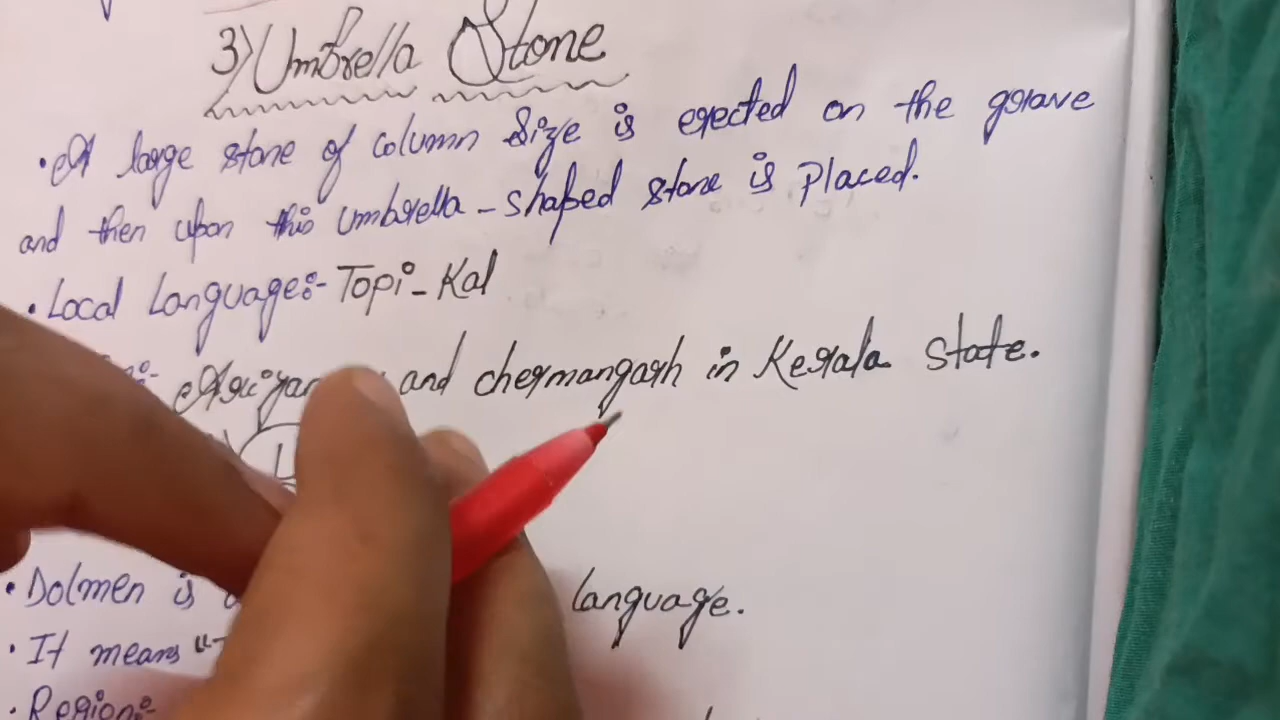 3) Umbrella Stone
• A large stone of column size is erected on the grave
and then upon this umbrella-shaped stone is placed.
• Local Language:- Topi-Kal
and chermangash in Kerala state.
• Dolmen is language.
• It means "
• Region:-